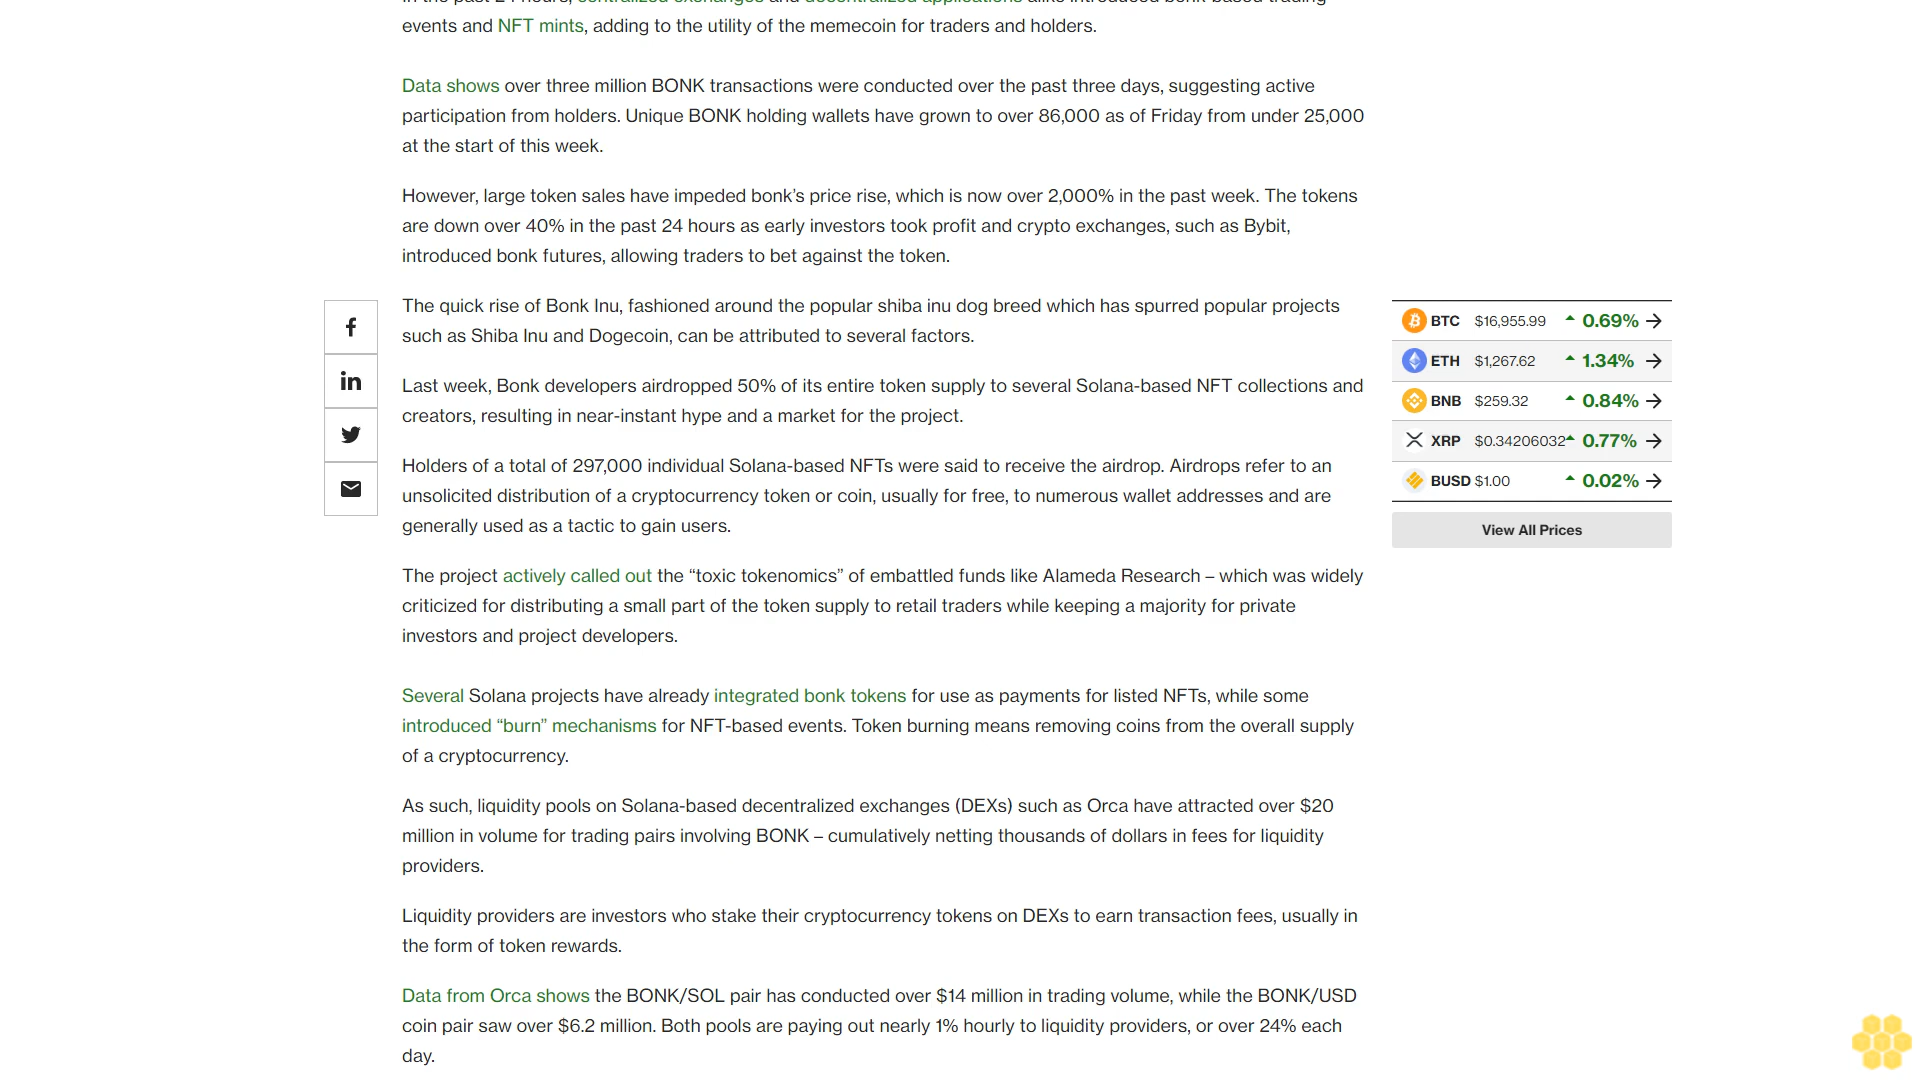 In the past 24 hours, centralized exchanges and decentralized applications alike introduced bonk-based trading
events and NFT mints, adding to the utility of the memecoin for traders and holders.
Data shows over three million BONK transactions were conducted over the past three days, suggesting active
participation from holders. Unique BONK holding wallets have grown to over 86,000 as of Friday from under 25,000
at the start of this week.
However, large token sales have impeded bonk’s price rise, which is now over 2,000% in the past week. The tokens
are down over 40% in the past 24 hours as early investors took profit and crypto exchanges, such as Bybit,
introduced bonk futures, allowing traders to bet against the token.
The quick rise of Bonk Inu, fashioned around the popular shiba inu dog breed which has spurred popular projects
such as Shiba Inu and Dogecoin, can be attributed to several factors.
Last week, Bonk developers airdropped 50% of its entire token supply to several Solana-based NFT collections and
creators, resulting in near-instant hype and a market for the project.
Holders of a total of 297,000 individual Solana-based NFTs were said to receive the airdrop. Airdrops refer to an
unsolicited distribution of a cryptocurrency token or coin, usually for free, to numerous wallet addresses and are
generally used as a tactic to gain users.
The project actively called out the “toxic tokenomics” of embattled funds like Alameda Research – which was widely
criticized for distributing a small part of the token supply to retail traders while keeping a majority for private
investors and project developers.
Several Solana projects have already integrated bonk tokens for use as payments for listed NFTs, while some
introduced “burn” mechanisms for NFT-based events. Token burning means removing coins from the overall supply
of a cryptocurrency.
As such, liquidity pools on Solana-based decentralized exchanges (DEXs) such as Orca have attracted over $20
million in volume for trading pairs involving BONK – cumulatively netting thousands of dollars in fees for liquidity
providers.
Liquidity providers are investors who stake their cryptocurrency tokens on DEXs to earn transaction fees, usually in
the form of token rewards.
Data from Orca shows the BONK/SOL pair has conducted over $14 million in trading volume, while the BONK/USD
coin pair saw over $6.2 million. Both pools are paying out nearly 1% hourly to liquidity providers, or over 24% each
day.
BTC $16,955.99 0.69%
ETH $1,267.62 1.34%
BNB $259.32 0.84%
XRP $0.34206032 0.77%
BUSD $1.00 0.02%
View All Prices